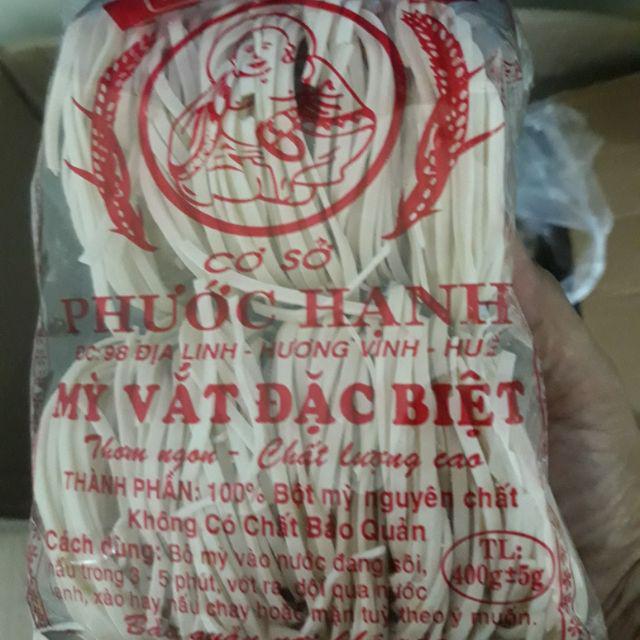 CƠ SỞ
PHƯỚC HẠNH
ĐC: 98 ĐỊA LINH - HƯƠNG VINH - HUẾ
MỲ VẮT ĐẶC BIỆT
Thơm ngon - Chất lượng cao
THÀNH PHẦN: 100% Bột mỳ nguyên chất
Không Có Chất Bảo Quản
Cách dùng: Bỏ mỳ vào nước đang sôi,
nấu trong 3 - 5 phút, vớt ra, dội qua nước
lạnh, xào hay nấu chay hoặc mặn tuỳ theo ý muốn.
TL:
400g±5g
Bảo quản